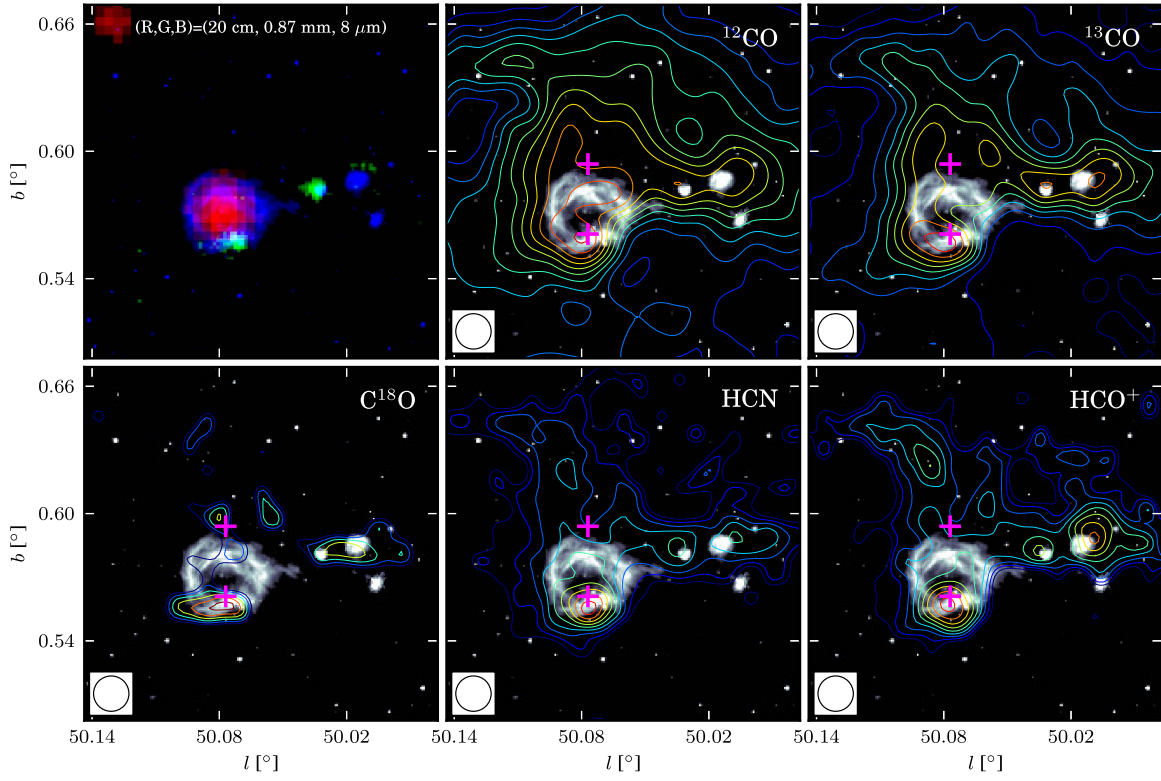 0.66
(R,G,B)=(20 cm, 0.87 mm, 8 μm)
¹²CO
¹³CO
0.60
b [°]
0.54
0.66
C¹⁸O
HCN
HCO⁺
0.60
b [°]
0.54
50.14 50.08 50.02 50.14 50.08 50.02 50.14 50.08 50.02
l [°] l [°] l [°]